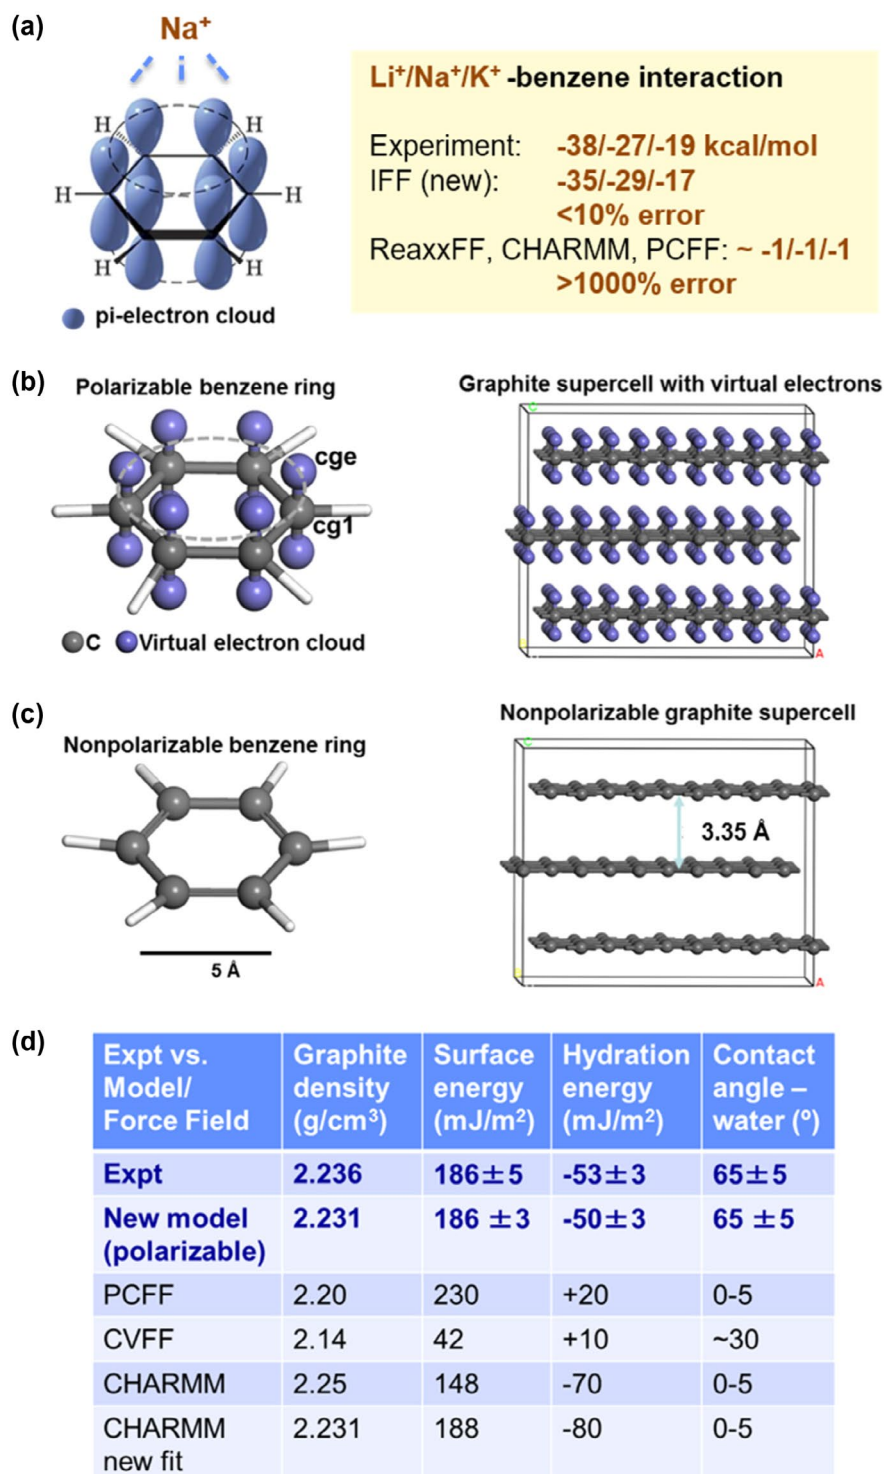 (a)
Na⁺
H
H
H
H
H
H
pi-electron cloud
Li⁺/Na⁺/K⁺ -benzene interaction
Experiment: -38/-27/-19 kcal/mol
IFF (new): -35/-29/-17
<10% error
ReaxxFF, CHARMM, PCFF: ~ -1/-1/-1
>1000% error
(b)
Polarizable benzene ring
cge
cg1
C Virtual electron cloud
Graphite supercell with virtual electrons
C
A
(c)
Nonpolarizable benzene ring
5 Å
Nonpolarizable graphite supercell
C
3.35 Å
A
(d)
Expt vs. Model/ Force Field | Graphite density (g/cm³) | Surface energy (mJ/m²) | Hydration energy (mJ/m²) | Contact angle – water (º)
Expt 2.236 186±5 -53±3 65±5
New model (polarizable) 2.231 186 ±3 -50±3 65 ±5
PCFF 2.20 230 +20 0-5
CVFF 2.14 42 +10 ~30
CHARMM 2.25 148 -70 0-5
CHARMM new fit 2.231 188 -80 0-5